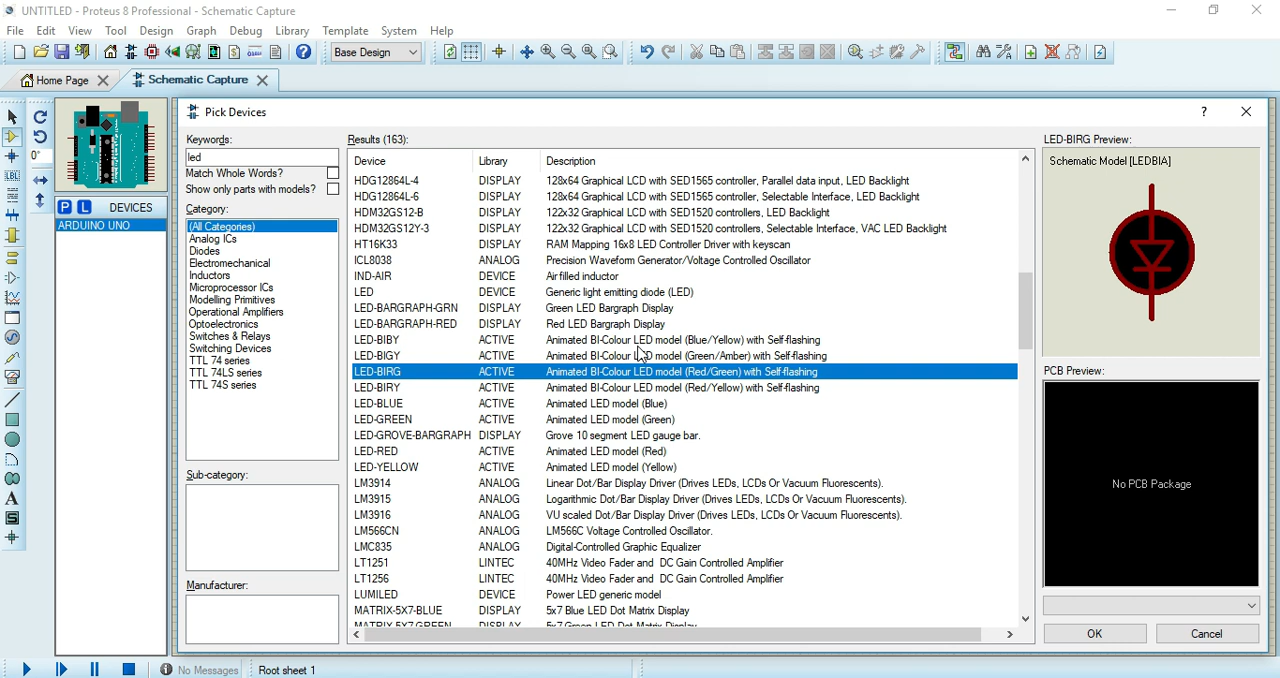 UNTITLED - Proteus 8 Professional - Schematic Capture
File Edit View Tool Design Graph Debug Library Template System Help
Base Design
Home Page Schematic Capture
Pick Devices
0°
P L DEVICES
ARDUINO UNO
Keywords:
led
Match Whole Words?
Show only parts with models?
Category:
(All Categories)
Analog ICs
Diodes
Electromechanical
Inductors
Microprocessor ICs
Modelling Primitives
Operational Amplifiers
Optoelectronics
Switches & Relays
Switching Devices
TTL 74 series
TTL 74LS series
TTL 74S series
Sub-category:
Manufacturer:
Results (163):
Device Library Description
HDG12864L-4 DISPLAY 128x64 Graphical LCD with SED1565 controller, Parallel data input, LED Backlight
HDG12864L-6 DISPLAY 128x64 Graphical LCD with SED1565 controller, Selectable Interface, LED Backlight
HDM32GS12-B DISPLAY 122x32 Graphical LCD with SED1520 controllers, LED Backlight
HDM32GS12Y-3 DISPLAY 122x32 Graphical LCD with SED1520 controllers, Selectable Interface, VAC LED Backlight
HT16K33 DISPLAY RAM Mapping 16x8 LED Controller Driver with keyscan
ICL8038 ANALOG Precision Waveform Generator/Voltage Controlled Oscillator
IND-AIR DEVICE Air filled inductor
LED DEVICE Generic light emitting diode (LED)
LED-BARGRAPH-GRN DISPLAY Green LED Bargraph Display
LED-BARGRAPH-RED DISPLAY Red LED Bargraph Display
LED-BIBY ACTIVE Animated BI-Colour LED model (Blue/Yellow) with Self-flashing
LED-BIGY ACTIVE Animated BI-Colour LED model (Green/Amber) with Self-flashing
LED-BIRG ACTIVE Animated BI-Colour LED model (Red/Green) with Self-flashing
LED-BIRY ACTIVE Animated BI-Colour LED model (Red/Yellow) with Self-flashing
LED-BLUE ACTIVE Animated LED model (Blue)
LED-GREEN ACTIVE Animated LED model (Green)
LED-GROVE-BARGRAPH DISPLAY Grove 10 segment LED gauge bar.
LED-RED ACTIVE Animated LED model (Red)
LED-YELLOW ACTIVE Animated LED model (Yellow)
LM3914 ANALOG Linear Dot/Bar Display Driver (Drives LEDs, LCDs Or Vacuum Fluorescents).
LM3915 ANALOG Logarithmic Dot/Bar Display Driver (Drives LEDs, LCDs Or Vacuum Fluorescents).
LM3916 ANALOG VU scaled Dot/Bar Display Driver (Drives LEDs, LCDs Or Vacuum Fluorescents).
LM566CN ANALOG LM566C Voltage Controlled Oscillator.
LMC835 ANALOG Digital-Controlled Graphic Equalizer
LT1251 LINTEC 40MHz Video Fader and DC Gain Controlled Amplifier
LT1256 LINTEC 40MHz Video Fader and DC Gain Controlled Amplifier
LUMILED DEVICE Power LED generic model
MATRIX-5X7-BLUE DISPLAY 5x7 Blue LED Dot Matrix Display
MATRIX-5X7-GREEN DISPLAY 5x7 Green LED Dot Matrix Display
LED-BIRG Preview:
Schematic Model [LEDBIA]
PCB Preview:
No PCB Package
OK Cancel
No Messages Root sheet 1